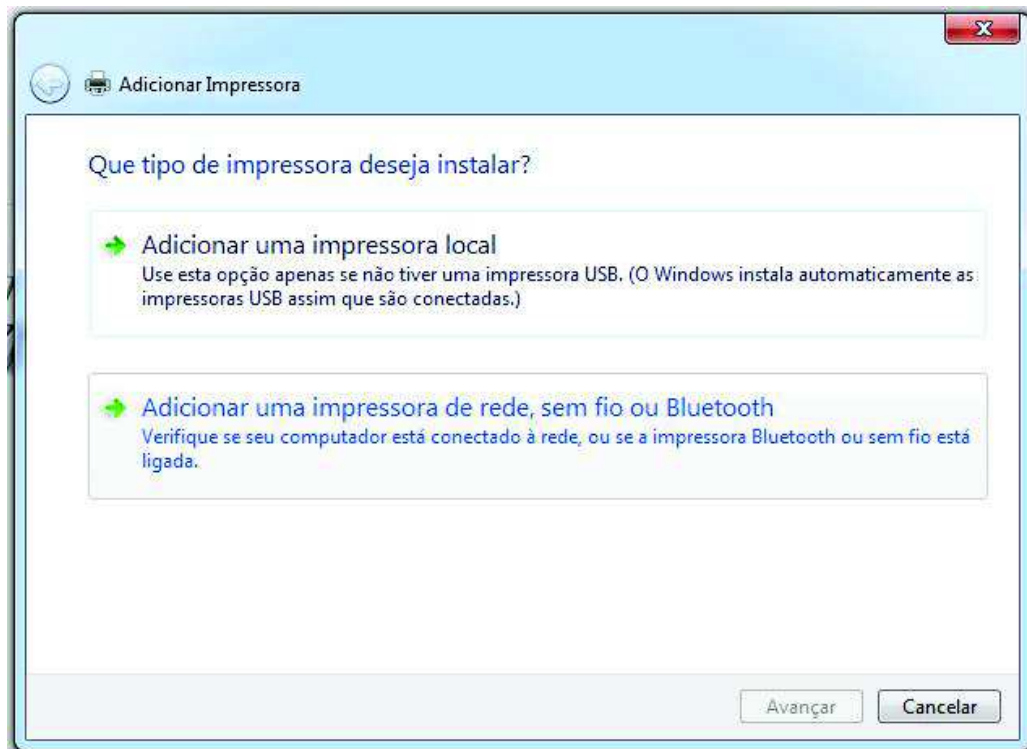 Adicionar Impressora
Que tipo de impressora deseja instalar?
Adicionar uma impressora local
Use esta opção apenas se não tiver uma impressora USB. (O Windows instala automaticamente as
impressoras USB assim que são conectadas.)
Adicionar uma impressora de rede, sem fio ou Bluetooth
Verifique se seu computador está conectado à rede, ou se a impressora Bluetooth ou sem fio está
ligada.
Avançar
Cancelar